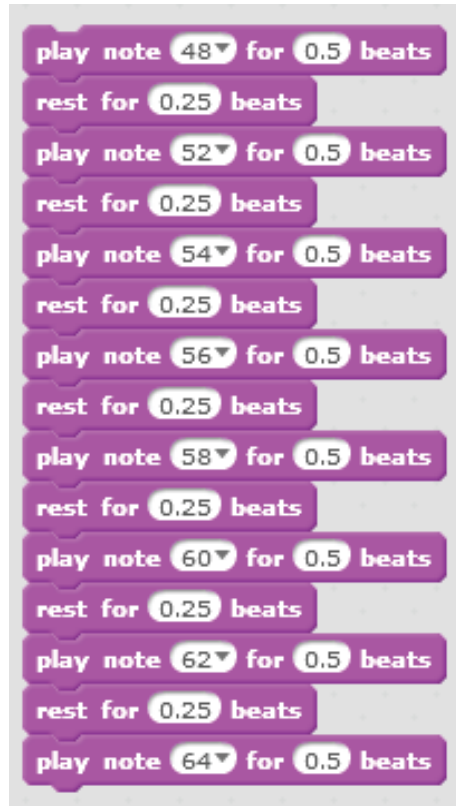 play note 48 for 0.5 beats
rest for 0.25 beats
play note 52 for 0.5 beats
rest for 0.25 beats
play note 54 for 0.5 beats
rest for 0.25 beats
play note 56 for 0.5 beats
rest for 0.25 beats
play note 58 for 0.5 beats
rest for 0.25 beats
play note 60 for 0.5 beats
rest for 0.25 beats
play note 62 for 0.5 beats
rest for 0.25 beats
play note 64 for 0.5 beats